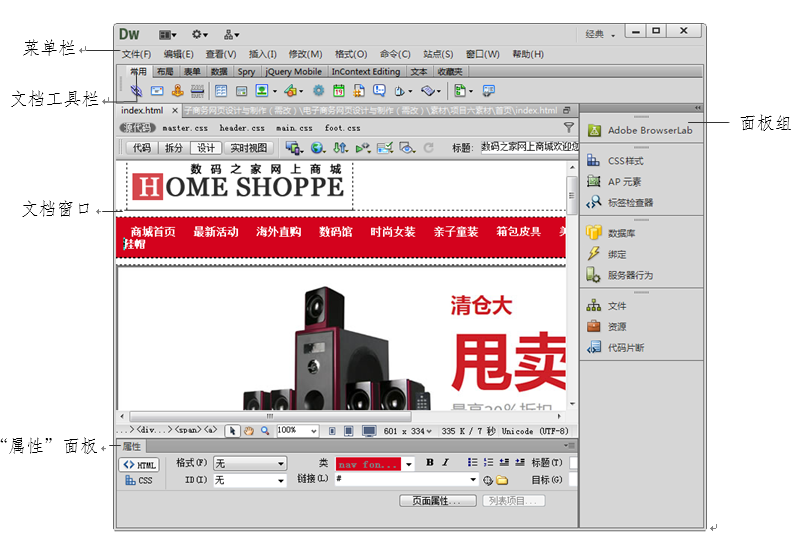 Dw
经典
菜单栏
文件(F) 编辑(E) 查看(V) 插入(I) 修改(M) 格式(O) 命令(C) 站点(S) 窗口(W) 帮助(H)
常用 布局 表单 数据 Spry jQuery Mobile InContext Editing 文本 收藏夹
文档工具栏
index.html × 子商务网页设计与制作（需改）\电子商务网页设计与制作（需改）\素材\项目六素材\首页\index.html
面板组
源代码 master.css header.css main.css foot.css
Adobe BrowserLab
代码 拆分 设计 实时视图 标题: 数码之家网上商城欢迎您
CSS样式
AP 元素
标签检查器
数码之家网上商城
HOME SHOPPE
文档窗口
商城首页 最新活动 海外直购 数码馆 时尚女装 亲子童装 箱包皮具
鞋帽
数据库
绑定
服务器行为
文件
资源
代码片断
清仓大
甩卖
最高30%折扣
...><div...><span><a> 100% 601 x 334 335 K / 7 秒 Unicode (UTF-8)
“属性”面板
属性
HTML 格式(F) 无 类 nav fon... B I 标题(T)
CSS ID(I) 无 链接(L) # 目标(G)
页面属性... 列表项目...